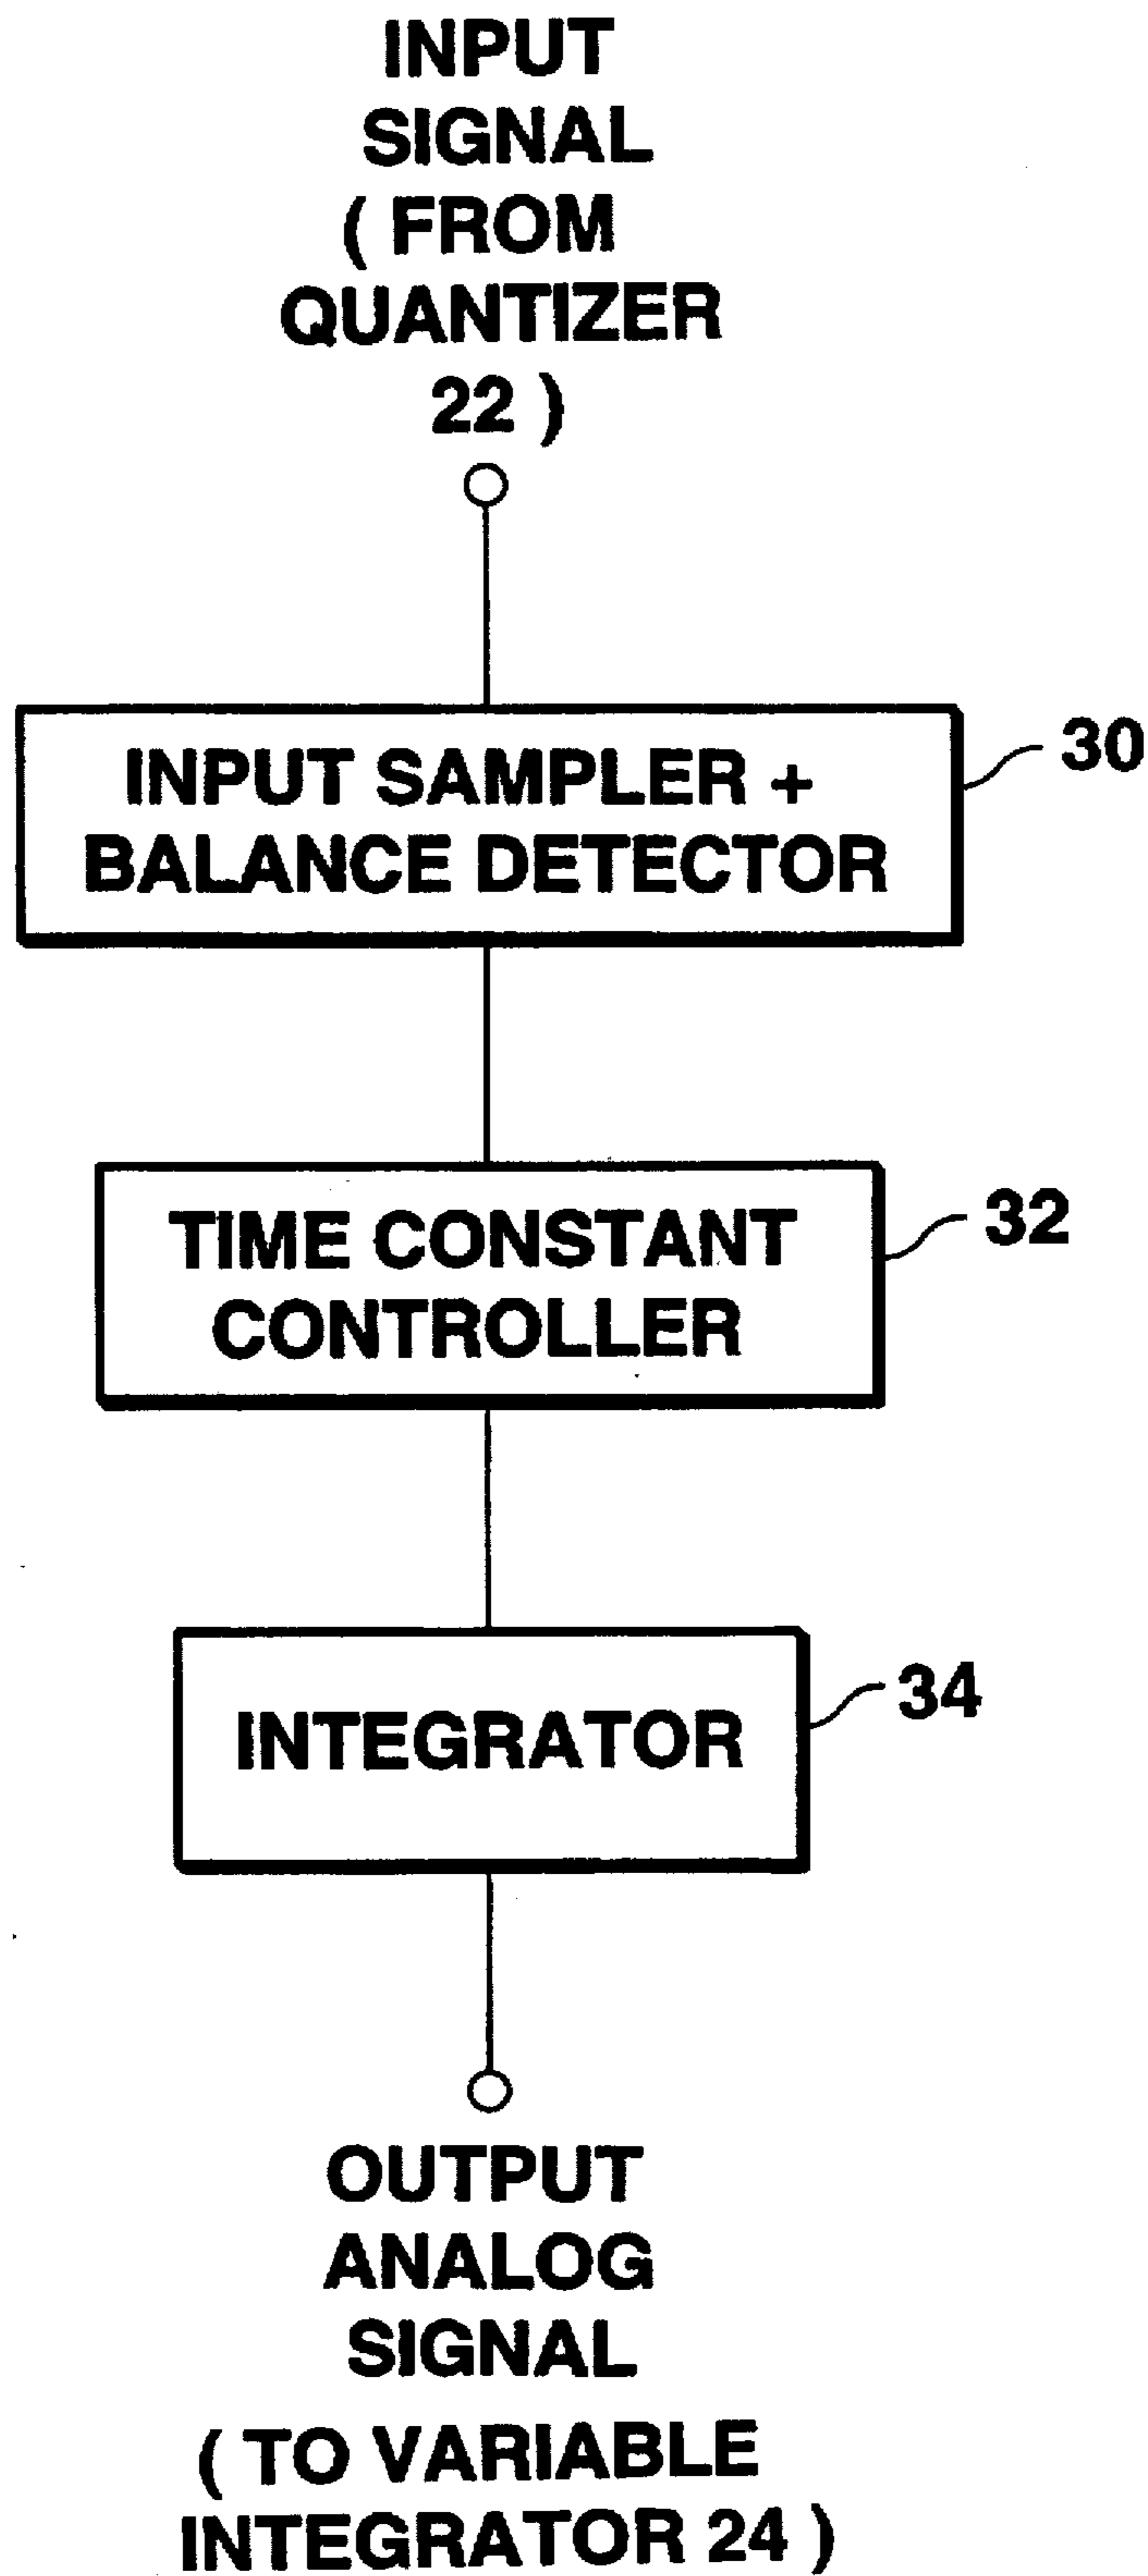 INPUT
SIGNAL
( FROM
QUANTIZER
22 )
INPUT SAMPLER +
BALANCE DETECTOR
30
TIME CONSTANT
CONTROLLER
32
INTEGRATOR
34
OUTPUT
ANALOG
SIGNAL
( TO VARIABLE
INTEGRATOR 24 )